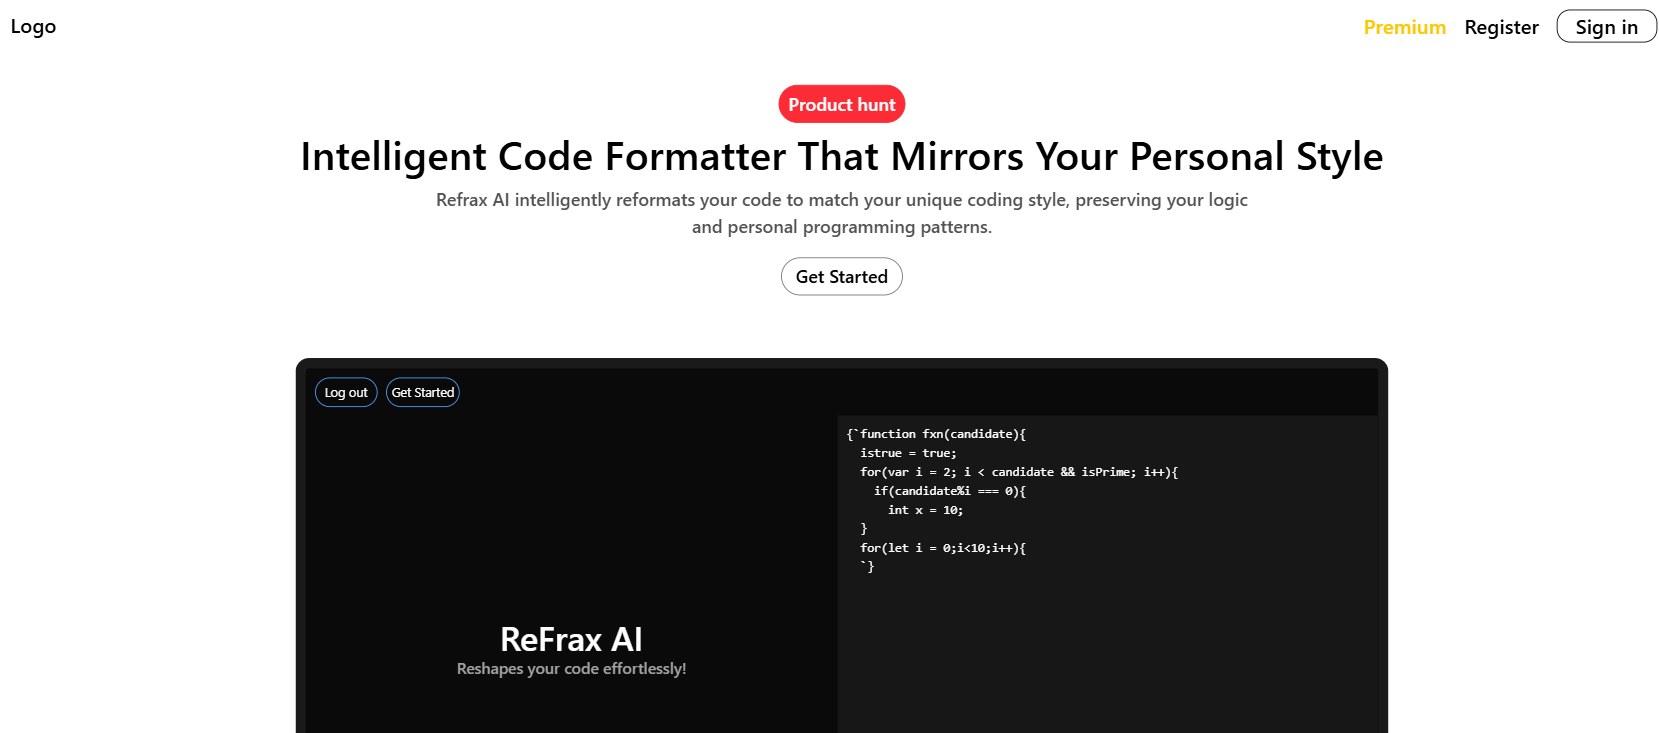 Logo
Premium Register Sign in
Product hunt
Intelligent Code Formatter That Mirrors Your Personal Style
Refrax AI intelligently reformats your code to match your unique coding style, preserving your logic
and personal programming patterns.
Get Started
Log out Get Started
{`function fxn(candidate){
istrue = true;
for(var i = 2; i < candidate && isPrime; i++){
if(candidate%i === 0){
int x = 10;
}
for(let i = 0;i<10;i++){
`}
ReFrax AI
Reshapes your code effortlessly!